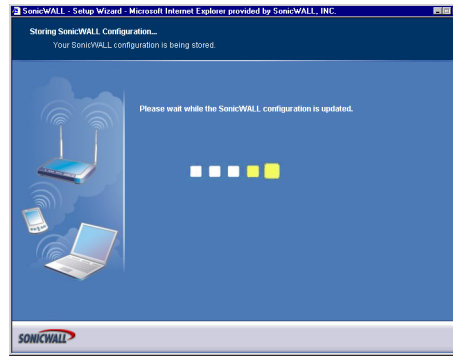 SonicWALL - Setup Wizard - Microsoft Internet Explorer provided by SonicWALL, INC.
Storing SonicWALL Configuration...
Your SonicWALL configuration is being stored.
Please wait while the SonicWALL configuration is updated.
SONICWALL